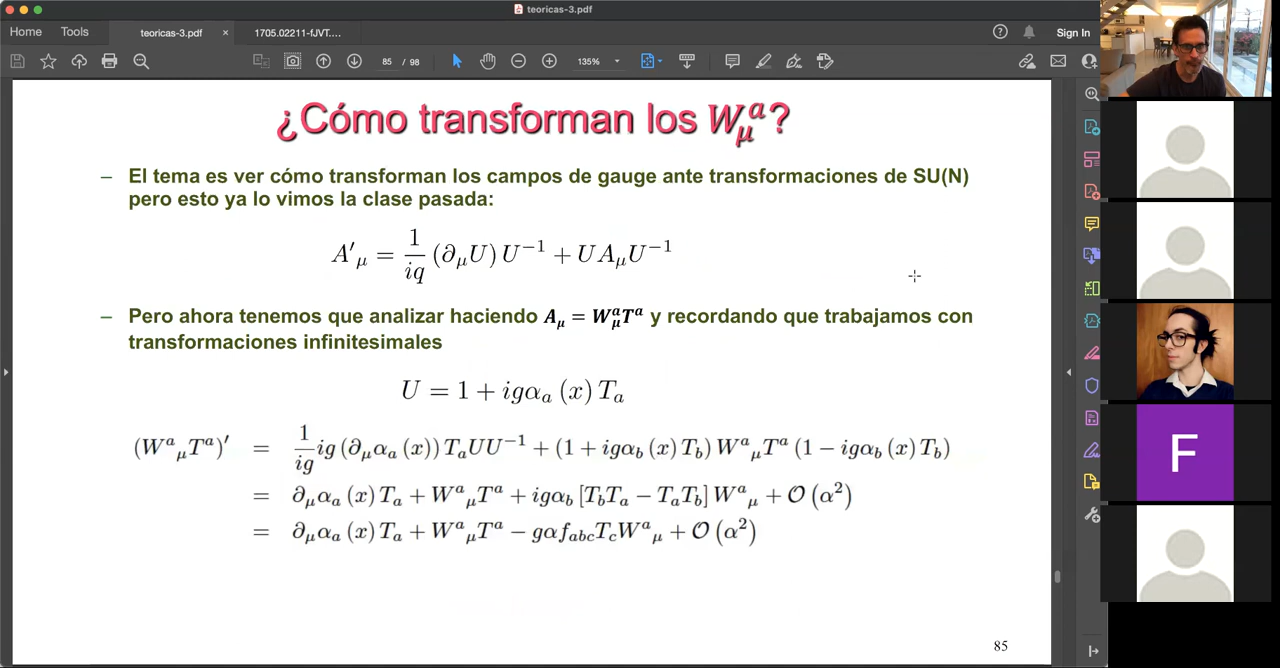 teoricas-3.pdf
Home Tools teoricas-3.pdf × 1705.02211-fJVT.... Sign In
85 / 98 135%
¿Cómo transforman los W_μ^a?
– El tema es ver cómo transforman los campos de gauge ante transformaciones de SU(N)
pero esto ya lo vimos la clase pasada:
A′_μ = 1/(iq) (∂_μ U) U^{−1} + U A_μ U^{−1}
– Pero ahora tenemos que analizar haciendo A_μ = W_μ^a T^a y recordando que trabajamos con
transformaciones infinitesimales
U = 1 + igα_a (x) T_a
(W^a_μ T^a)′ = 1/(ig) ig (∂_μ α_a (x)) T_a U U^{−1} + (1 + igα_b (x) T_b) W^a_μ T^a (1 − igα_b (x) T_b)
= ∂_μ α_a (x) T_a + W^a_μ T^a + igα_b [T_b T_a − T_a T_b] W^a_μ + O (α^2)
= ∂_μ α_a (x) T_a + W^a_μ T^a − gα f_{abc} T_c W^a_μ + O (α^2)
85
F